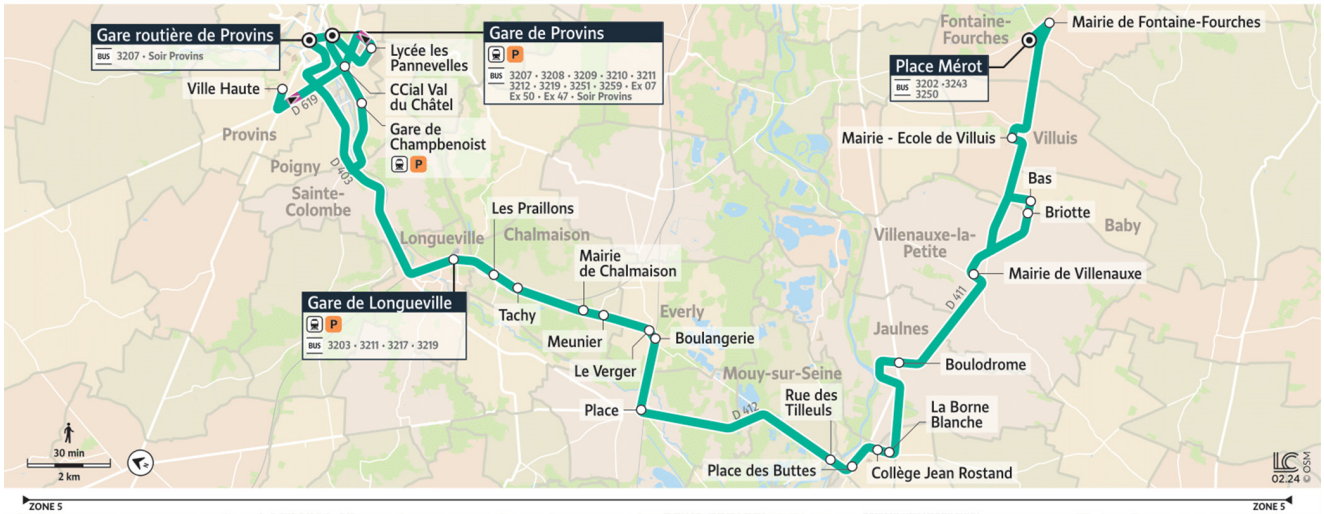 Gare routière de Provins
BUS 3207 • Soir Provins
Gare de Provins
P
BUS 3207 • 3208 • 3209 • 3210 • 3211
3212 • 3219 • 3251 • 3259 • Ex 07
Ex 50 • Ex 47 • Soir Provins
Lycée les
Pannevelles
Ville Haute
CCial Val
du Châtel
D 619
Provins
Gare de
Champbenoist
P
Poigny
D 403
Sainte-
Colombe
Les Praillons
Longueville
Chalmaison
Mairie
de Chalmaison
Gare de Longueville
P
BUS 3203 • 3211 • 3217 • 3219
Tachy
Everly
Meunier
Boulangerie
Le Verger
Mouy-sur-Seine
Place
D 412
Rue des
Tilleuls
Place des Buttes
Collège Jean Rostand
La Borne
Blanche
Boulodrome
Jaulnes
D 411
Mairie de Villenauxe
Villenauxe-la-
Petite
Baby
Briotte
Bas
Villuis
Mairie - Ecole de Villuis
Place Mérot
BUS 3202 •3243
3250
Fontaine-
Fourches
Mairie de Fontaine-Fourches
30 min
2 km
N
LC
02.24 © OSM
ZONE 5
ZONE 5